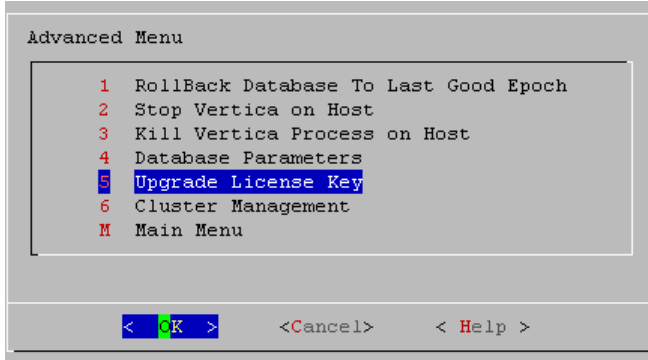 Advanced Menu
1 RollBack Database To Last Good Epoch
2 Stop Vertica on Host
3 Kill Vertica Process on Host
4 Database Parameters
5 Upgrade License Key
6 Cluster Management
M Main Menu
< OK > <Cancel> < Help >